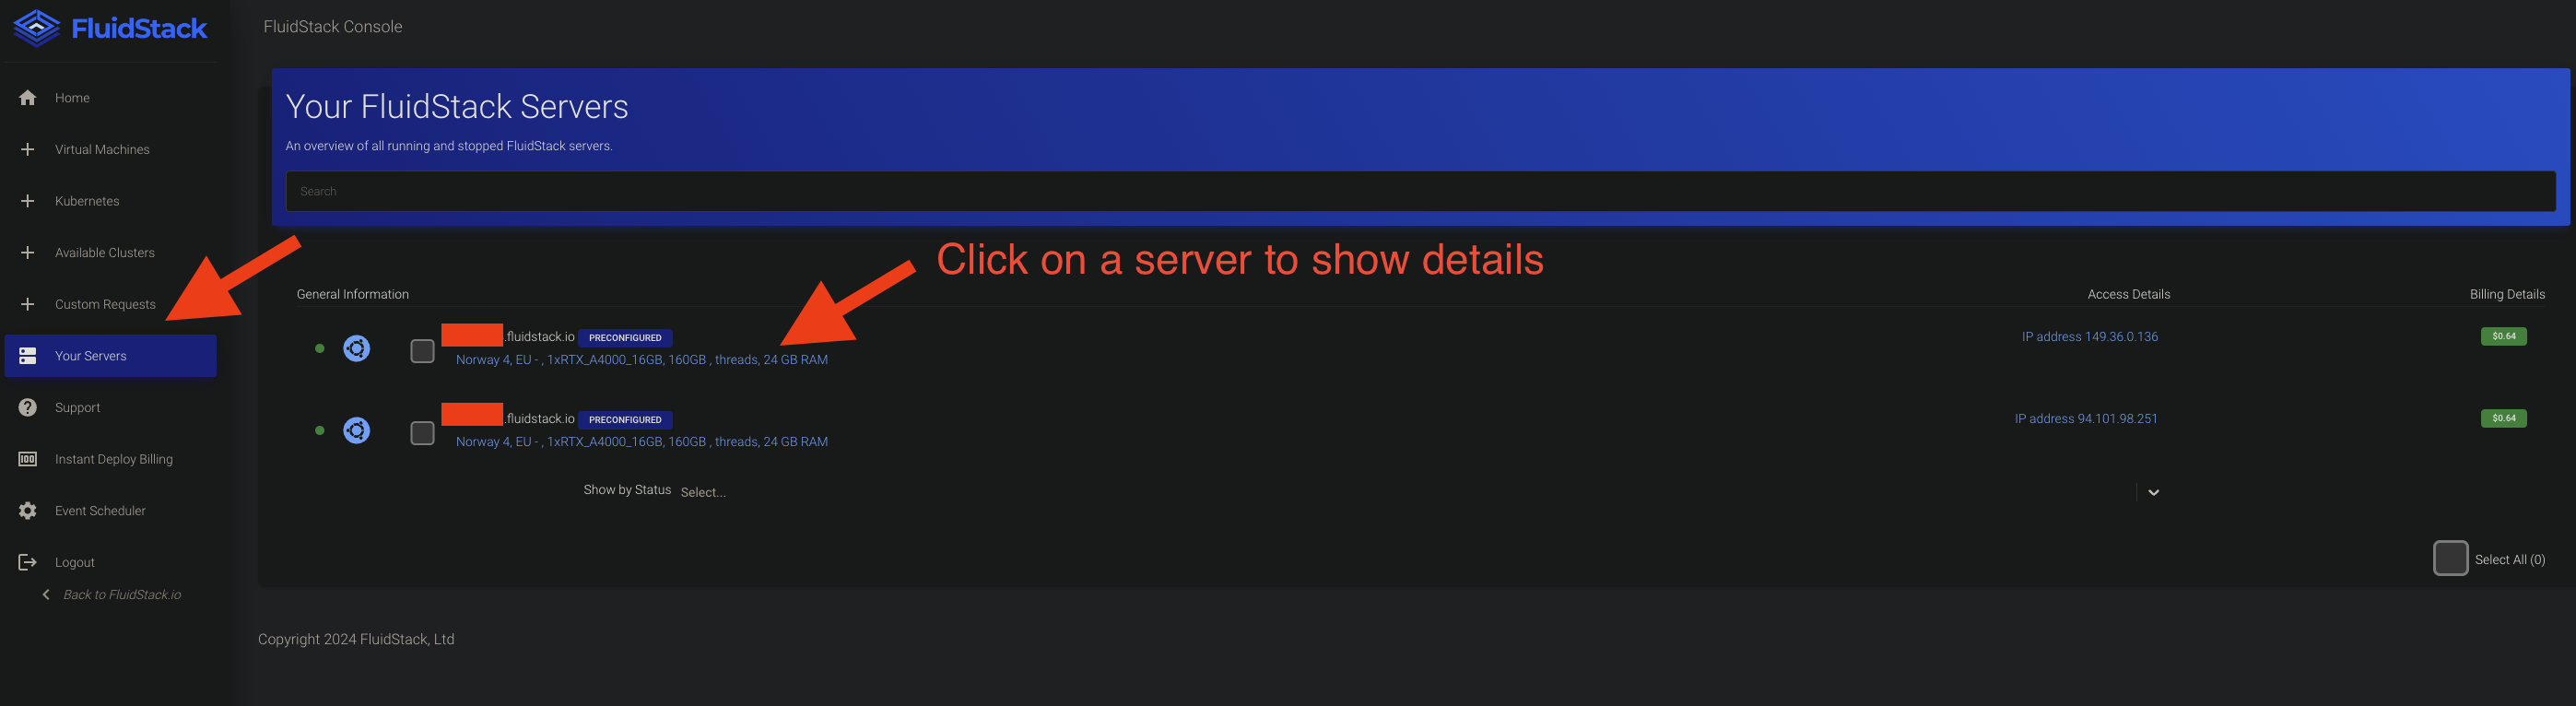 FluidStack
FluidStack Console
Home
Virtual Machines
Kubernetes
Available Clusters
Custom Requests
Your Servers
Support
Instant Deploy Billing
Event Scheduler
Logout
Back to FluidStack.io
Your FluidStack Servers
An overview of all running and stopped FluidStack servers.
Search
Click on a server to show details
General Information Access Details Billing Details
.fluidstack.io PRECONFIGURED IP address 149.36.0.136 $0.64
Norway 4, EU - , 1xRTX_A4000_16GB, 160GB , threads, 24 GB RAM
.fluidstack.io PRECONFIGURED IP address 94.101.98.251 $0.64
Norway 4, EU - , 1xRTX_A4000_16GB, 160GB , threads, 24 GB RAM
Show by Status Select...
Select All (0)
Copyright 2024 FluidStack, Ltd